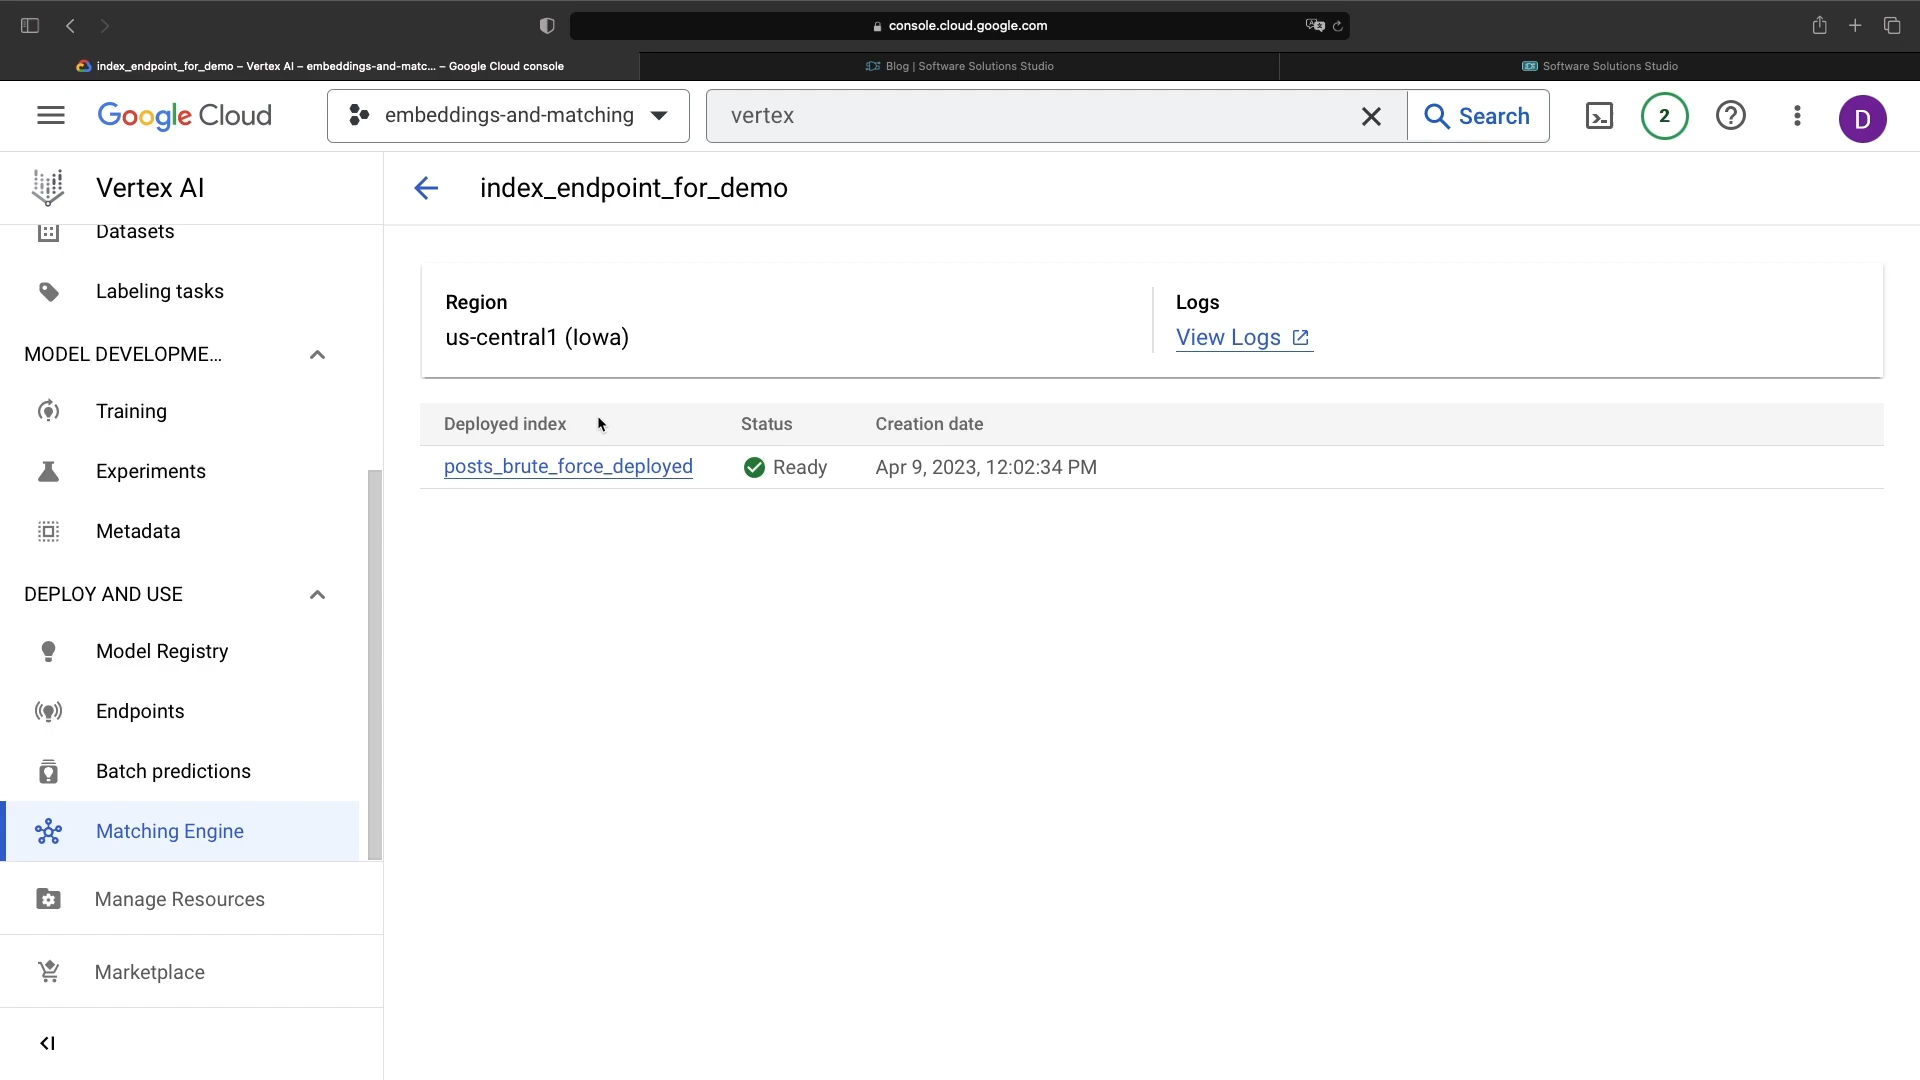 console.cloud.google.com
index_endpoint_for_demo – Vertex AI – embeddings-and-matc... – Google Cloud console
Blog | Software Solutions Studio
Software Solutions Studio
Google Cloud
embeddings-and-matching
vertex
Search
2
D
Vertex AI
index_endpoint_for_demo
Datasets
Labeling tasks
MODEL DEVELOPME...
Training
Experiments
Metadata
DEPLOY AND USE
Model Registry
Endpoints
Batch predictions
Matching Engine
Manage Resources
Marketplace
Region
us-central1 (Iowa)
Logs
View Logs
Deployed index Status Creation date
posts_brute_force_deployed Ready Apr 9, 2023, 12:02:34 PM